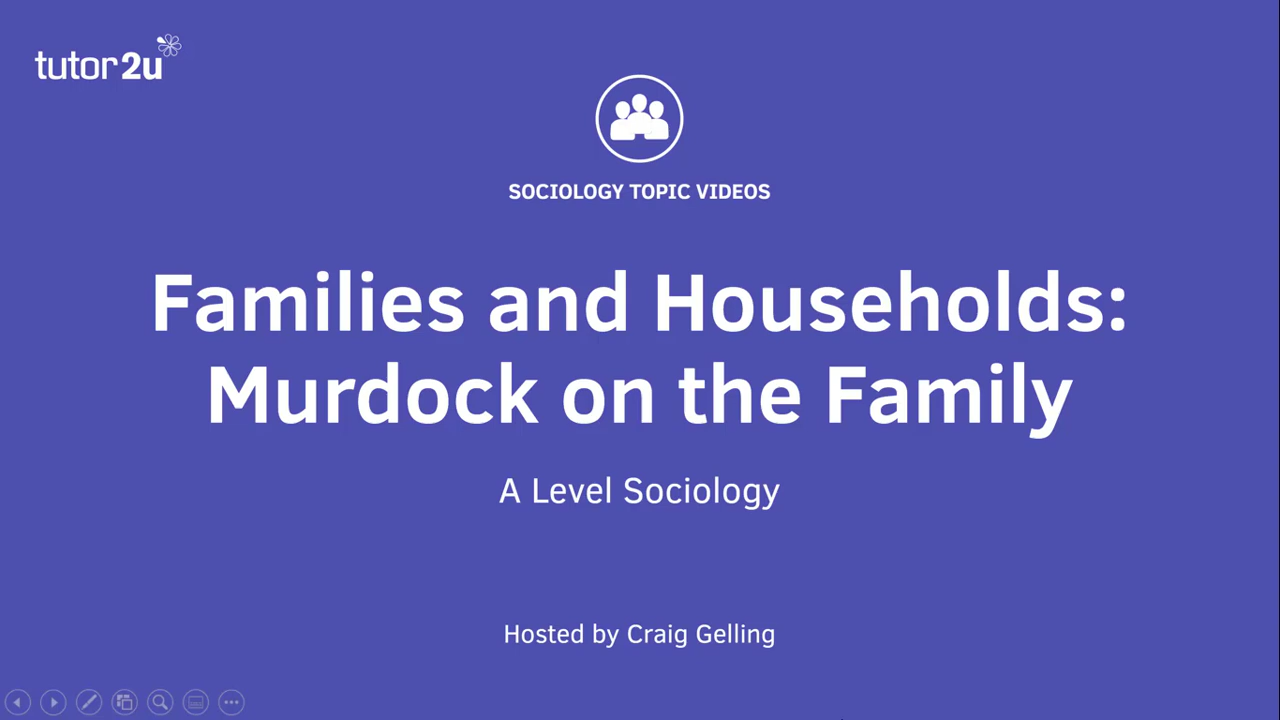 tutor2u
SOCIOLOGY TOPIC VIDEOS
Families and Households:
Murdock on the Family
A Level Sociology
Hosted by Craig Gelling